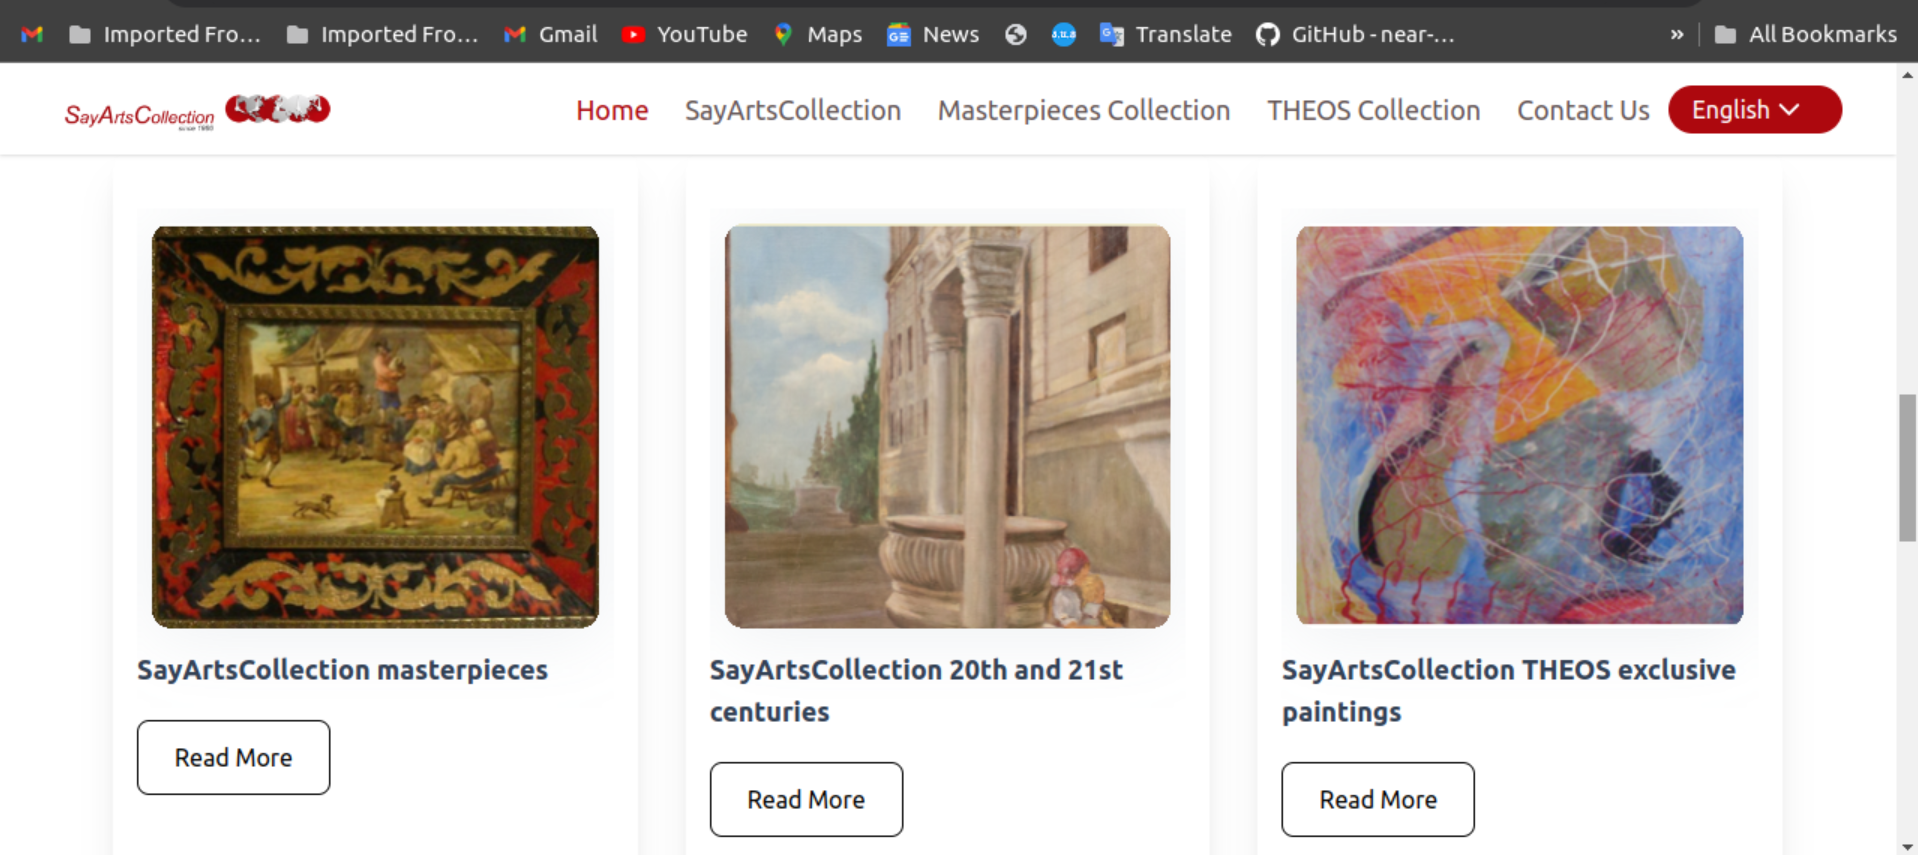 Imported Fro... Imported Fro... Gmail YouTube Maps News Translate GitHub - near-... » All Bookmarks
SayArtsCollection Home SayArtsCollection Masterpieces Collection THEOS Collection Contact Us English
since 1980
SayArtsCollection masterpieces
Read More
SayArtsCollection 20th and 21st
centuries
Read More
SayArtsCollection THEOS exclusive
paintings
Read More